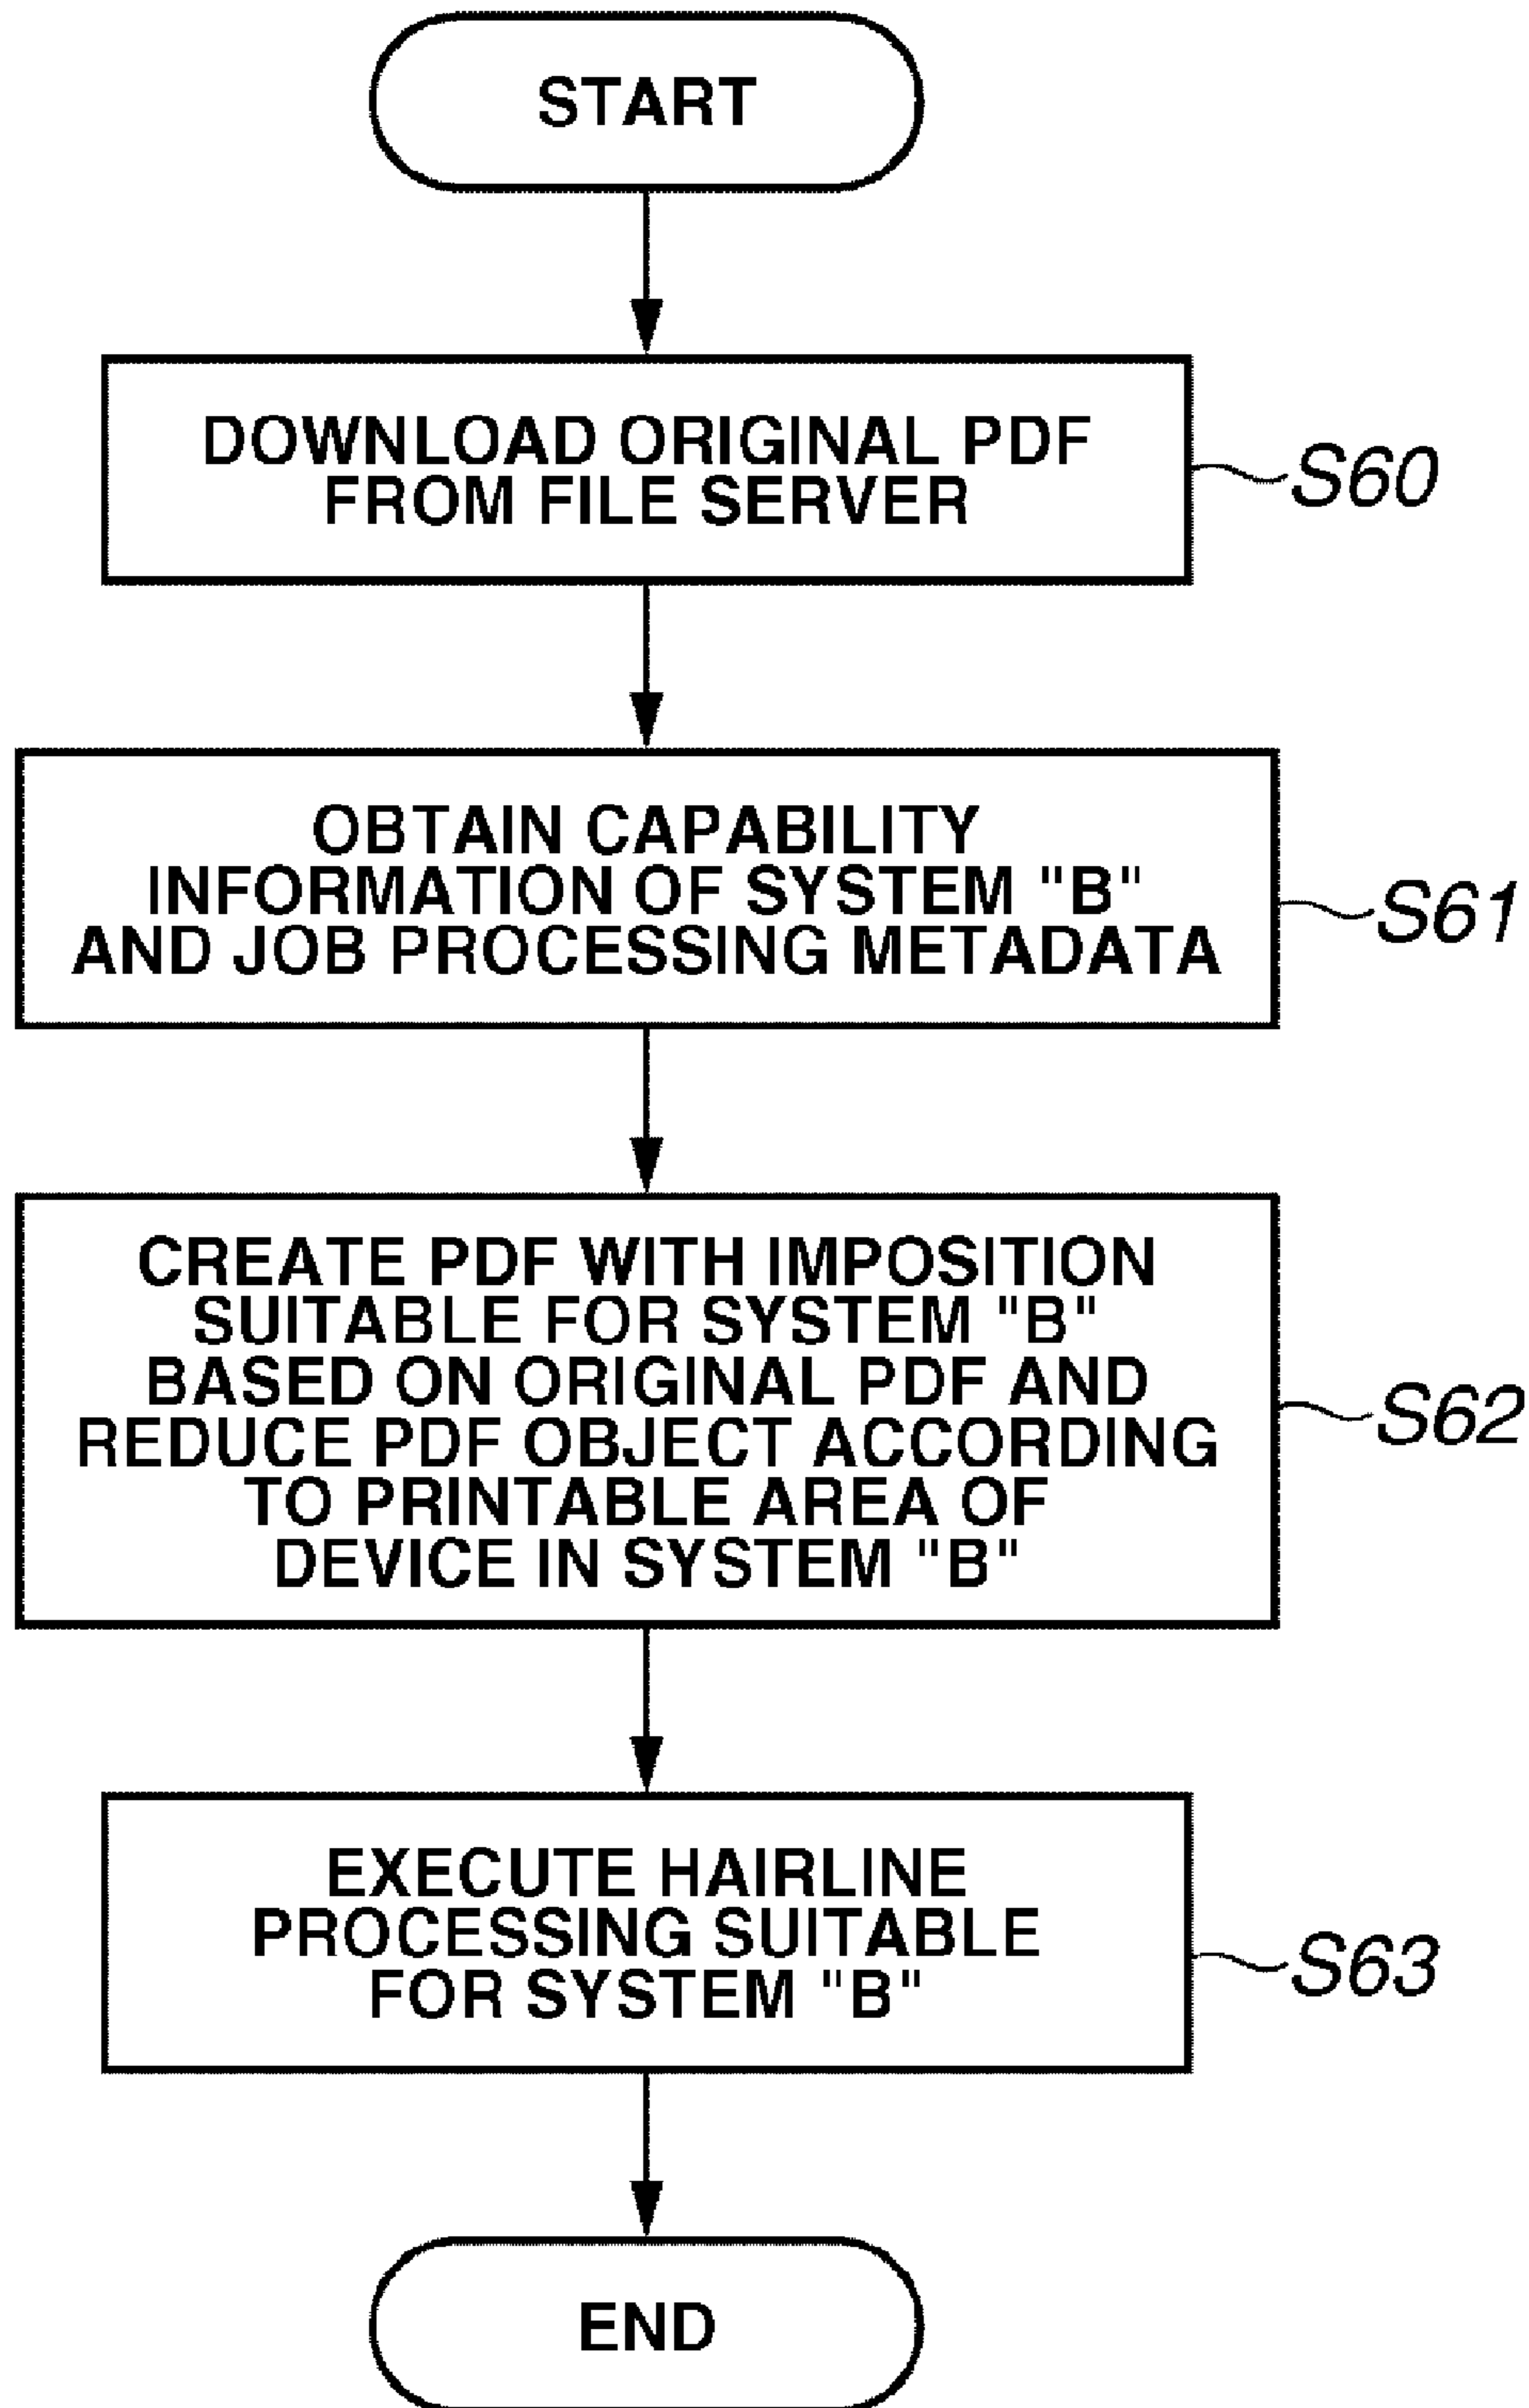 START
DOWNLOAD ORIGINAL PDF
FROM FILE SERVER
S60
OBTAIN CAPABILITY
INFORMATION OF SYSTEM "B"
AND JOB PROCESSING METADATA
S61
CREATE PDF WITH IMPOSITION
SUITABLE FOR SYSTEM "B"
BASED ON ORIGINAL PDF AND
REDUCE PDF OBJECT ACCORDING
TO PRINTABLE AREA OF
DEVICE IN SYSTEM "B"
S62
EXECUTE HAIRLINE
PROCESSING SUITABLE
FOR SYSTEM "B"
S63
END